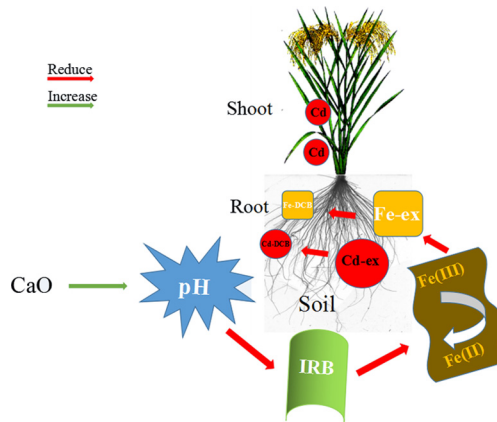 Reduce
Increase
Cd
Shoot
Cd
Root
Fe-DCB
Fe-ex
Cd-DCB
Cd-ex
CaO
pH
Soil
Fe(III)
Fe(II)
IRB